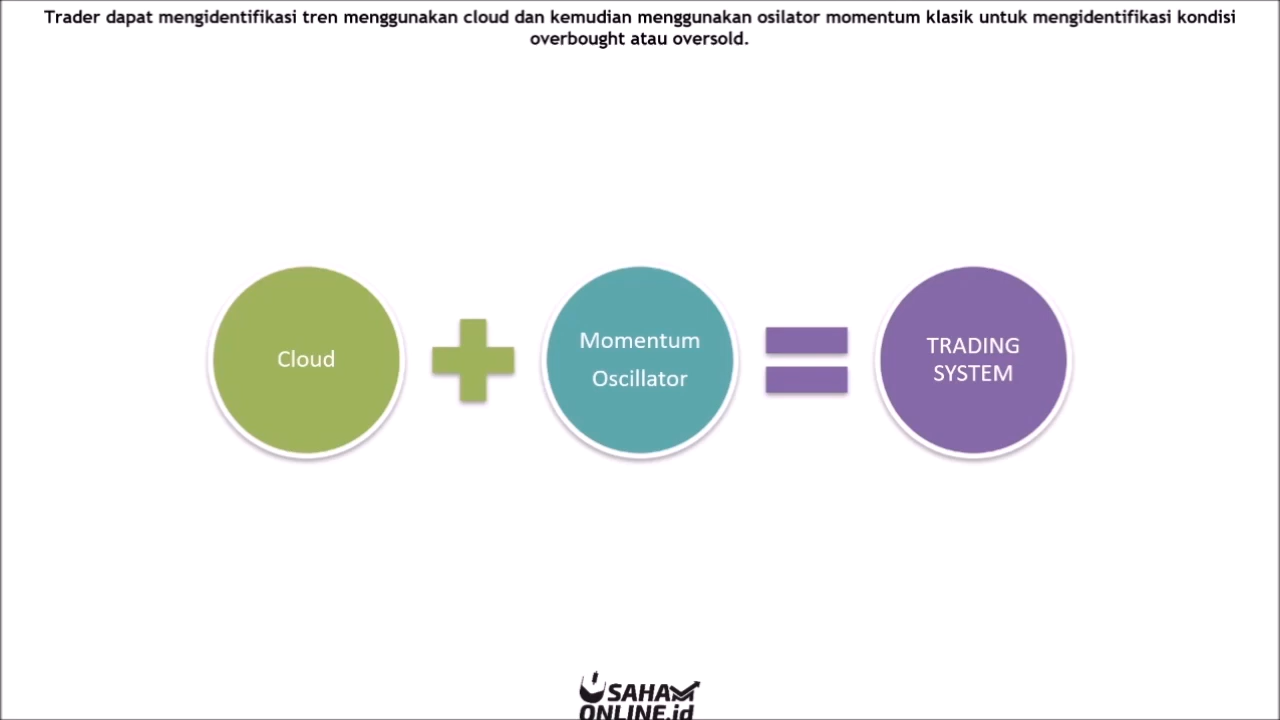 Trader dapat mengidentifikasi tren menggunakan cloud dan kemudian menggunakan osilator momentum klasik untuk mengidentifikasi kondisi
overbought atau oversold.
Cloud
Momentum
Oscillator
TRADING
SYSTEM
SAHAM
ONLINE.id